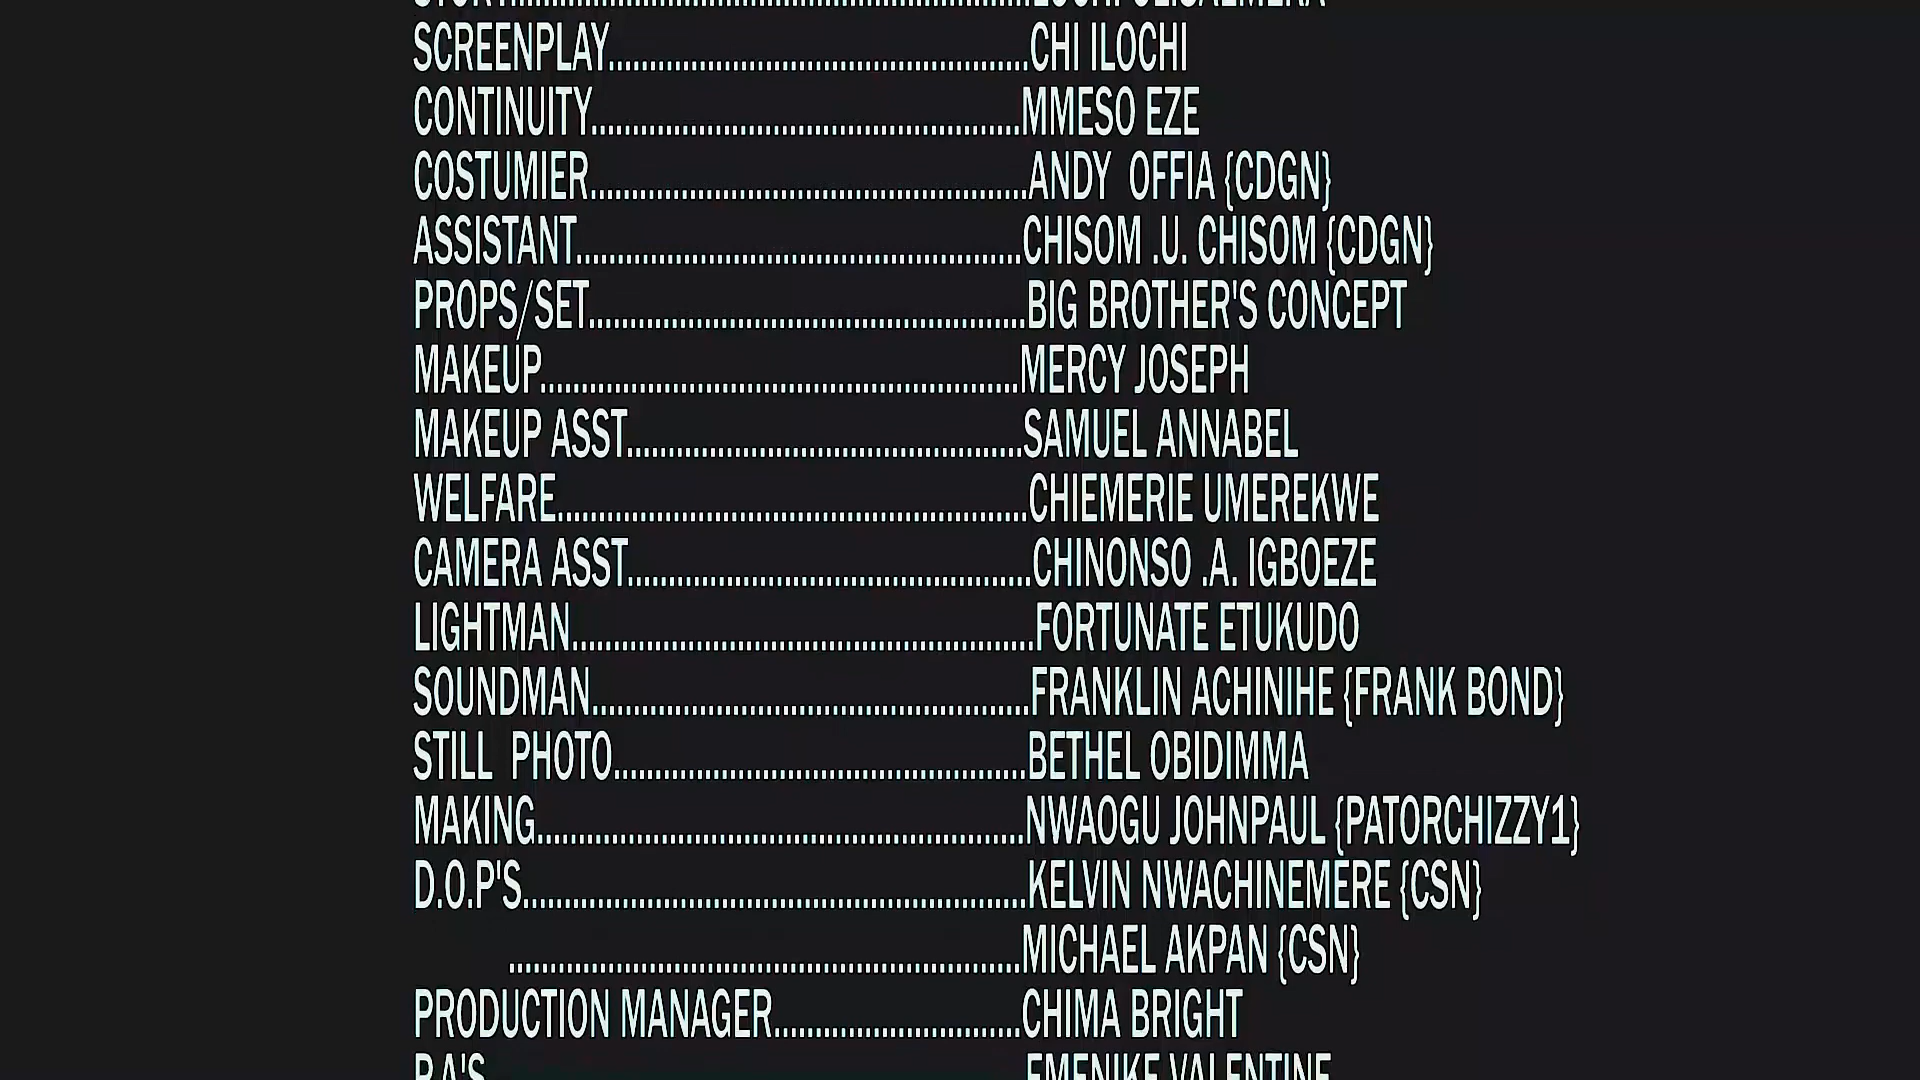 SCREENPLAY..................................................CHI ILOCHI
CONTINUITY....................................................MMESO EZE
COSTUMIER.....................................................ANDY  OFFIA {CDGN}
ASSISTANT......................................................CHISOM .U. CHISOM {CDGN}
PROPS/SET.....................................................BIG BROTHER'S CONCEPT
MAKEUP..........................................................MERCY JOSEPH
MAKEUP ASST................................................SAMUEL ANNABEL
WELFARE.........................................................CHIEMERIE UMEREKWE
CAMERA ASST.................................................CHINONSO .A. IGBOEZE
LIGHTMAN........................................................FORTUNATE ETUKUDO
SOUNDMAN.....................................................FRANKLIN ACHINIHE {FRANK BOND}
STILL  PHOTO..................................................BETHEL OBIDIMMA
MAKING...........................................................NWAOGU JOHNPAUL {PATORCHIZZY1}
D.O.P'S.............................................................KELVIN NWACHINEMERE {CSN}
..............................................................MICHAEL AKPAN {CSN}
PRODUCTION MANAGER..............................CHIMA BRIGHT
P.A'S..................................................................EMENIKE VALENTINE